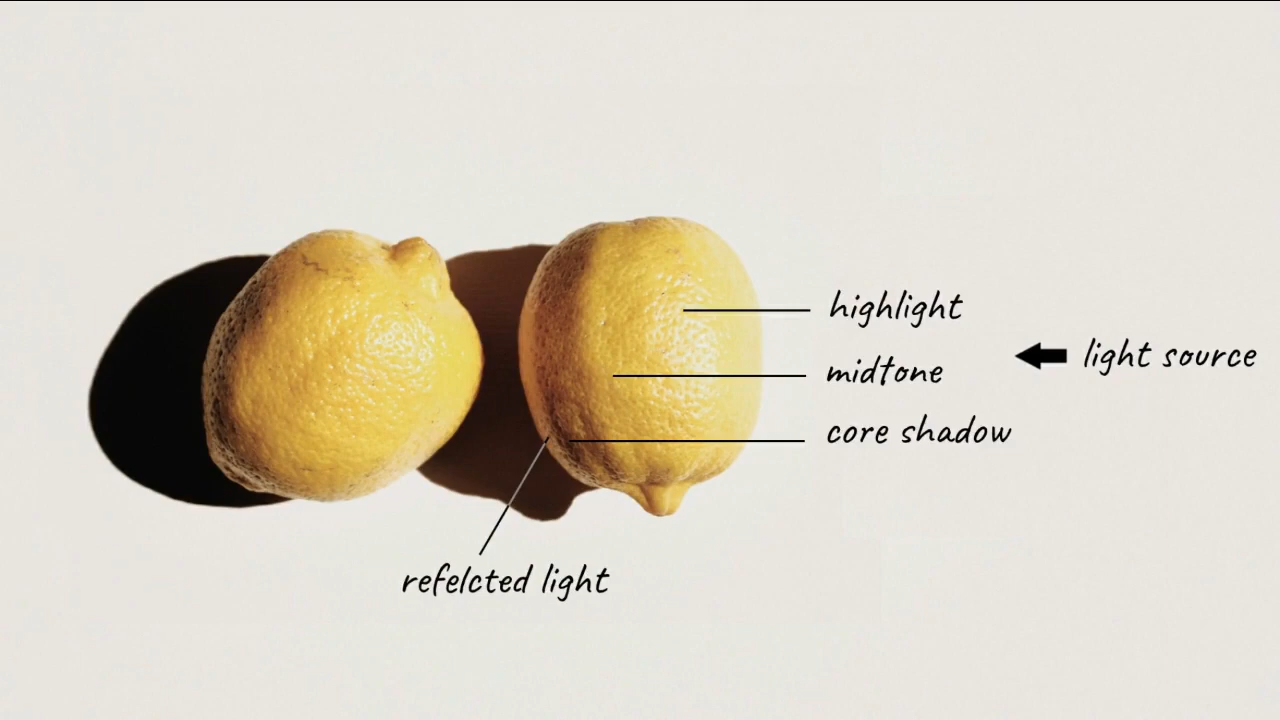 highlight
light source
midtone
core shadow
refelcted light